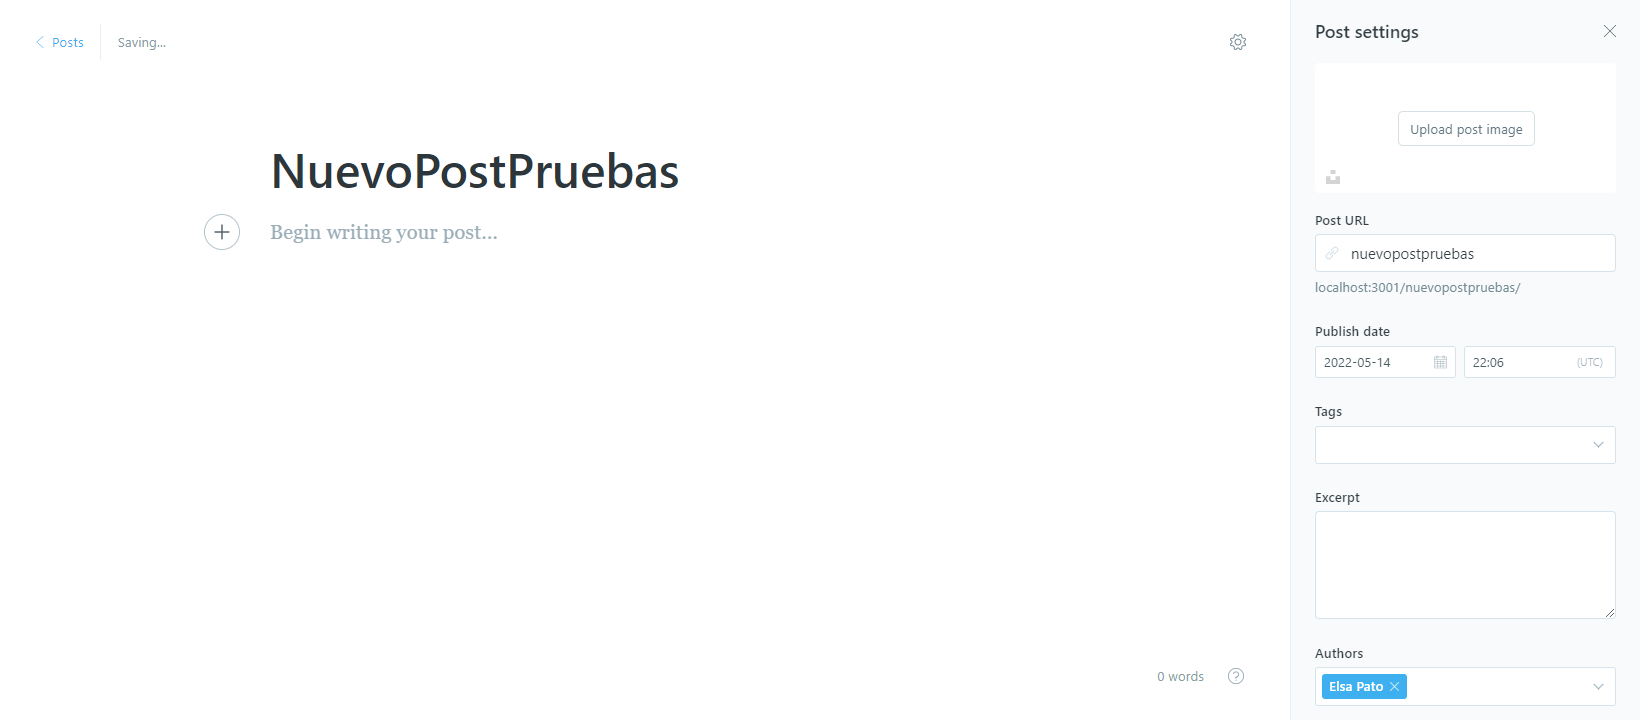 Posts
Saving...
NuevoPostPruebas
Begin writing your post...
0 words
?
Post settings
Upload post image
Post URL
nuevopostpruebas
localhost:3001/nuevopostpruebas/
Publish date
2022-05-14
22:06 (UTC)
Tags
Excerpt
Authors
Elsa Pato